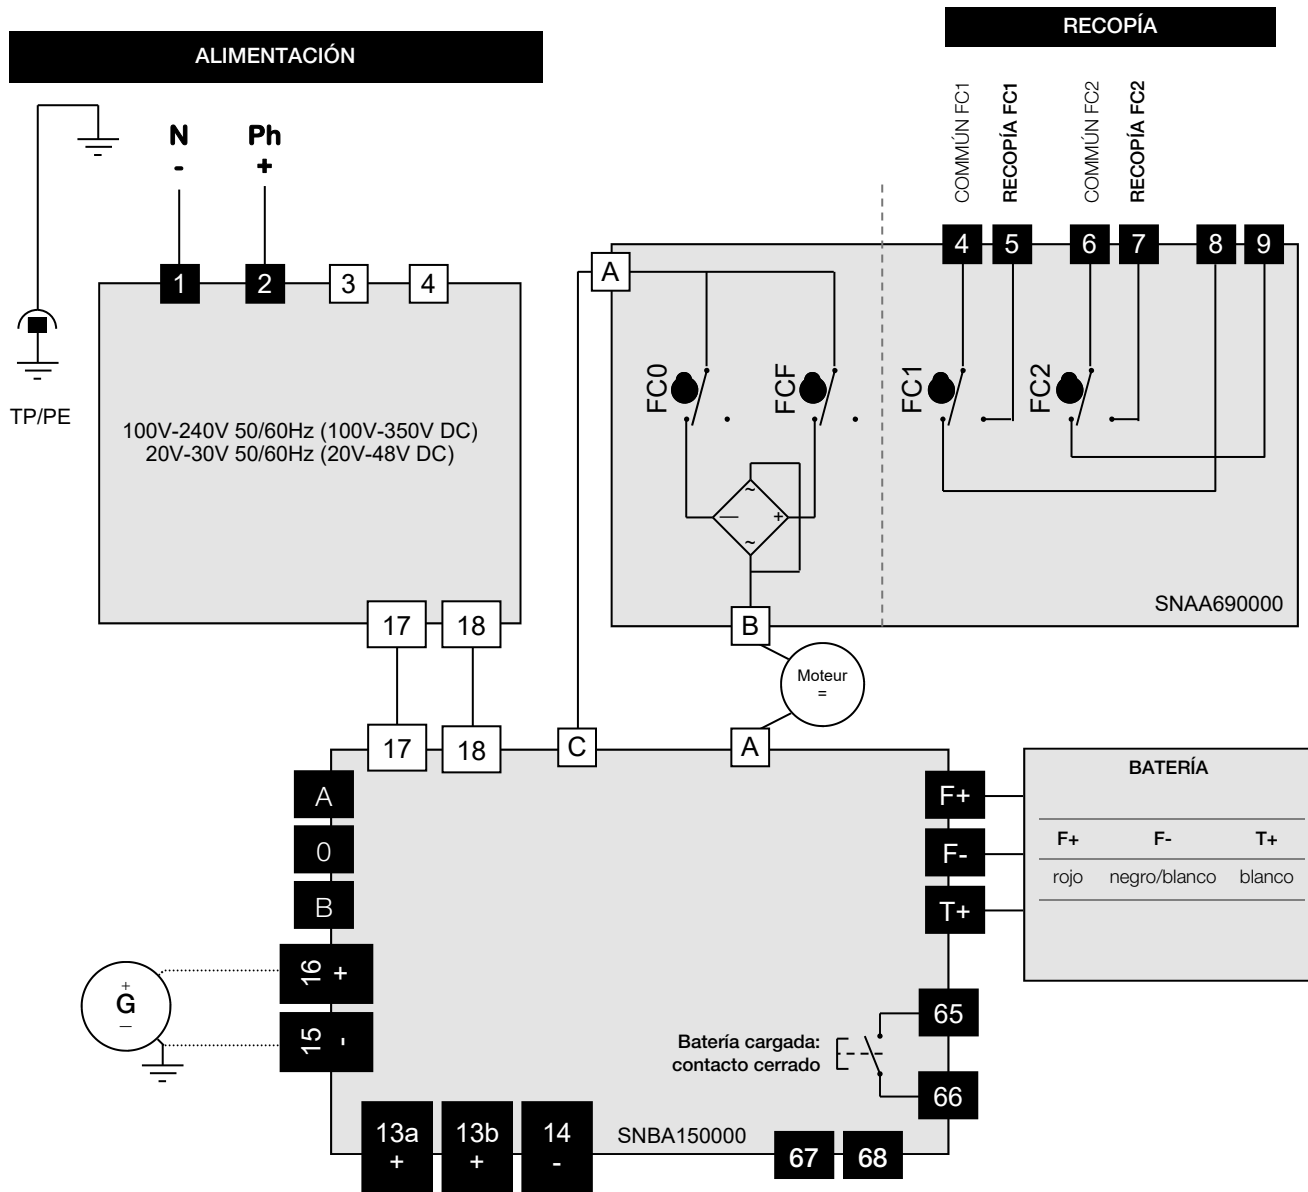 ALIMENTACIÓN
RECOPÍA
N
-
Ph
+
COMMÚN FC1
RECOPÍA FC1
COMÚN FC2
RECOPÍA FC2
1
2
3
4
4
5
6
7
8
9
A
TP/PE
100V-240V 50/60Hz (100V-350V DC)
20V-30V 50/60Hz (20V-48V DC)
FC0
FCF
FC1
FC2
~
—
+
~
SNAA690000
17
18
B
Moteur
=
17
18
C
A
A
0
B
16 +
15 -
+
G
—
F+
F-
T+
BATERÍA
F+ F- T+
rojo negro/blanco blanco
65
66
Batería cargada:
contacto cerrado
13a
+
13b
+
14
-
SNBA150000
67
68